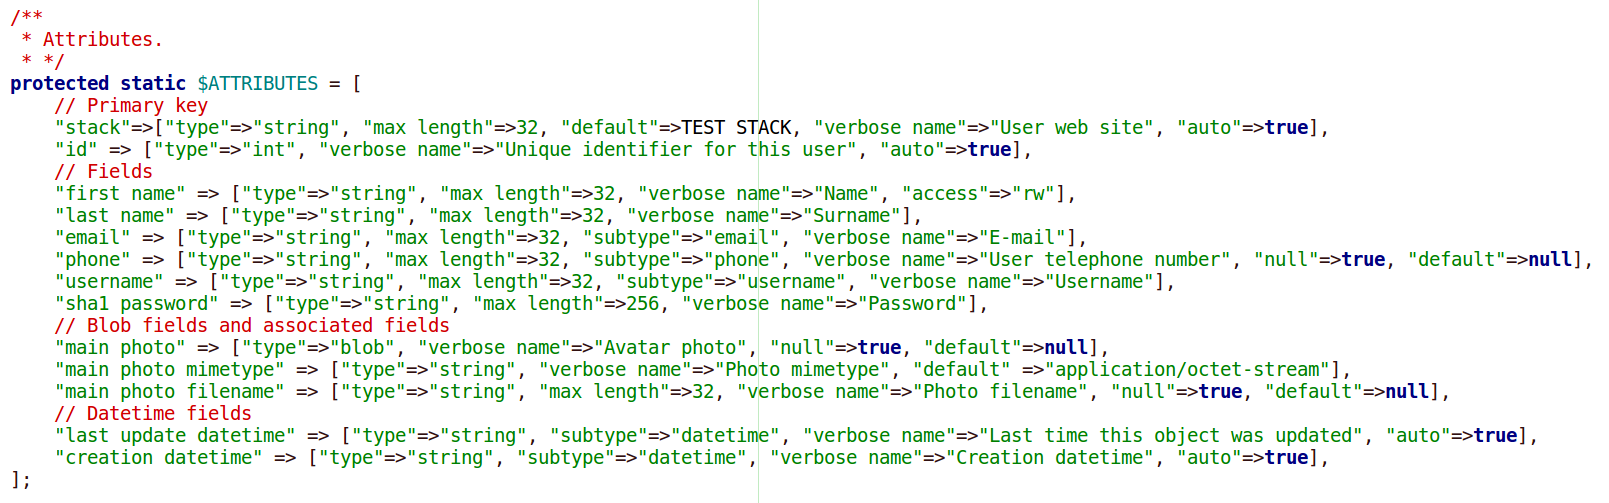 /**
 * Attributes.
 * */
protected static $ATTRIBUTES = [
    // Primary key
    "stack"=>["type"=>"string", "max length"=>32, "default"=>TEST STACK, "verbose name"=>"User web site", "auto"=>true],
    "id" => ["type"=>"int", "verbose name"=>"Unique identifier for this user", "auto"=>true],
    // Fields
    "first name" => ["type"=>"string", "max length"=>32, "verbose name"=>"Name", "access"=>"rw"],
    "last name" => ["type"=>"string", "max length"=>32, "verbose name"=>"Surname"],
    "email" => ["type"=>"string", "max length"=>32, "subtype"=>"email", "verbose name"=>"E-mail"],
    "phone" => ["type"=>"string", "max length"=>32, "subtype"=>"phone", "verbose name"=>"User telephone number", "null"=>true, "default"=>null],
    "username" => ["type"=>"string", "max length"=>32, "subtype"=>"username", "verbose name"=>"Username"],
    "sha1 password" => ["type"=>"string", "max length"=>256, "verbose name"=>"Password"],
    // Blob fields and associated fields
    "main photo" => ["type"=>"blob", "verbose name"=>"Avatar photo", "null"=>true, "default"=>null],
    "main photo mimetype" => ["type"=>"string", "verbose name"=>"Photo mimetype", "default" =>"application/octet-stream"],
    "main photo filename" => ["type"=>"string", "max length"=>32, "verbose name"=>"Photo filename", "null"=>true, "default"=>null],
    // Datetime fields
    "last update datetime" => ["type"=>"string", "subtype"=>"datetime", "verbose name"=>"Last time this object was updated", "auto"=>true],
    "creation datetime" => ["type"=>"string", "subtype"=>"datetime", "verbose name"=>"Creation datetime", "auto"=>true],
];